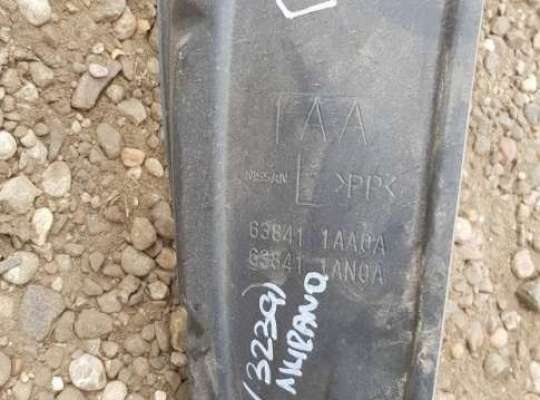 1AA
NISSAN L >PP<
63841 1AA0A
63841 1AN0A
(3239)
MURANO